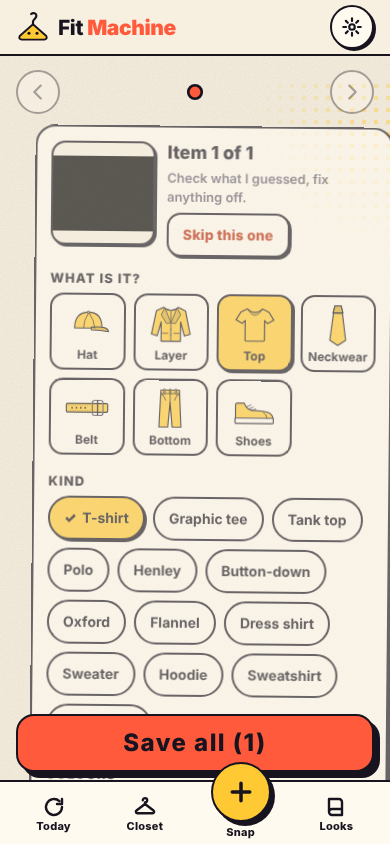 Fit Machine
Item 1 of 1
Check what I guessed, fix
anything off.
Skip this one
WHAT IS IT?
Hat
Layer
Top
Neckwear
Belt
Bottom
Shoes
KIND
T-shirt
Graphic tee
Tank top
Polo
Henley
Button-down
Oxford
Flannel
Dress shirt
Sweater
Hoodie
Sweatshirt
Save all (1)
Today
Closet
Snap
Looks